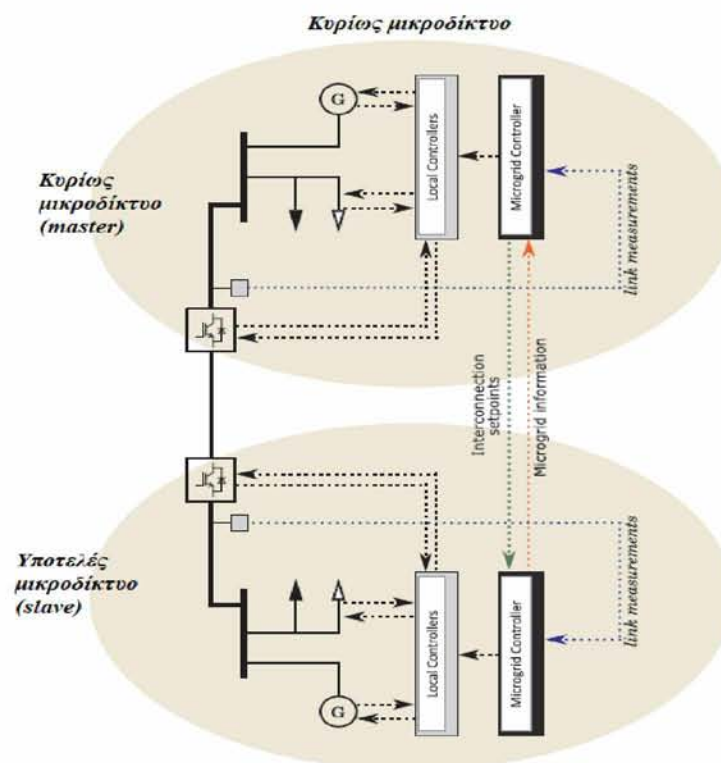 Κυρίως μικροδίκτυο
G
Local Controllers
Microgrid Controller
link measurements
Κυρίως
μικροδίκτυο
(master)
Interconnection
setpoints
Microgrid information
Υποτελές
μικροδίκτυο
(slave)
G
Local Controllers
Microgrid Controller
link measurements